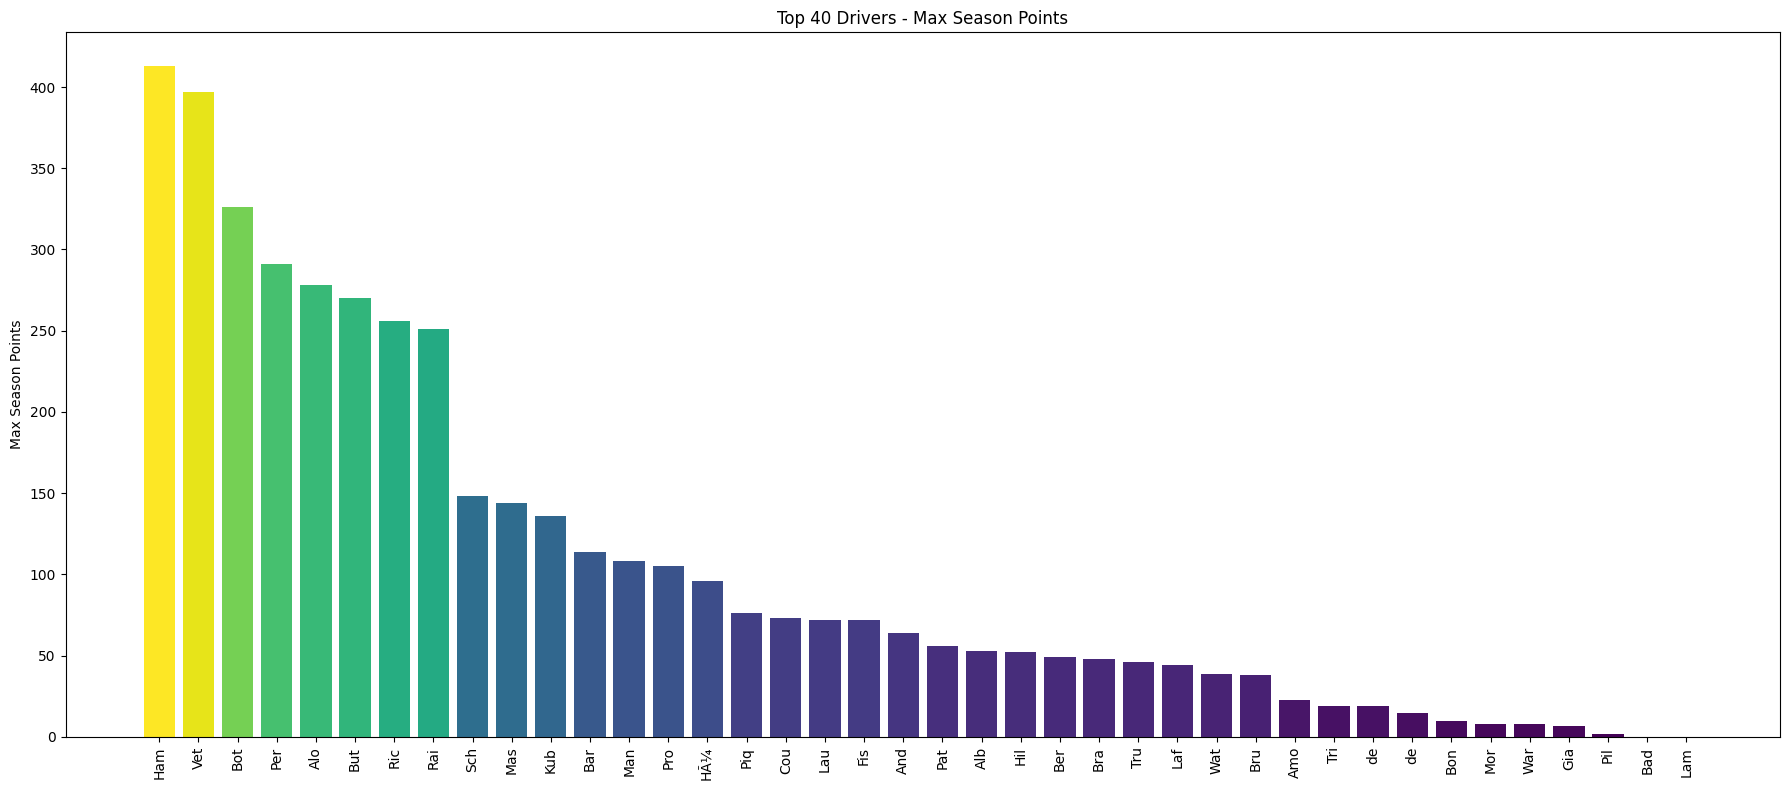 Top 40 Drivers - Max Season Points
Max Season Points
400
350
300
250
200
150
100
50
0
Ham
Vet
Bot
Per
Alo
But
Ric
Rai
Sch
Mas
Kub
Bar
Man
Pro
HÃ¼
Piq
Cou
Lau
Fis
And
Pat
Alb
Hil
Ber
Bra
Tru
Laf
Wat
Bru
Amo
Tri
de
de
Bon
Mor
War
Gia
Pil
Bad
Lam